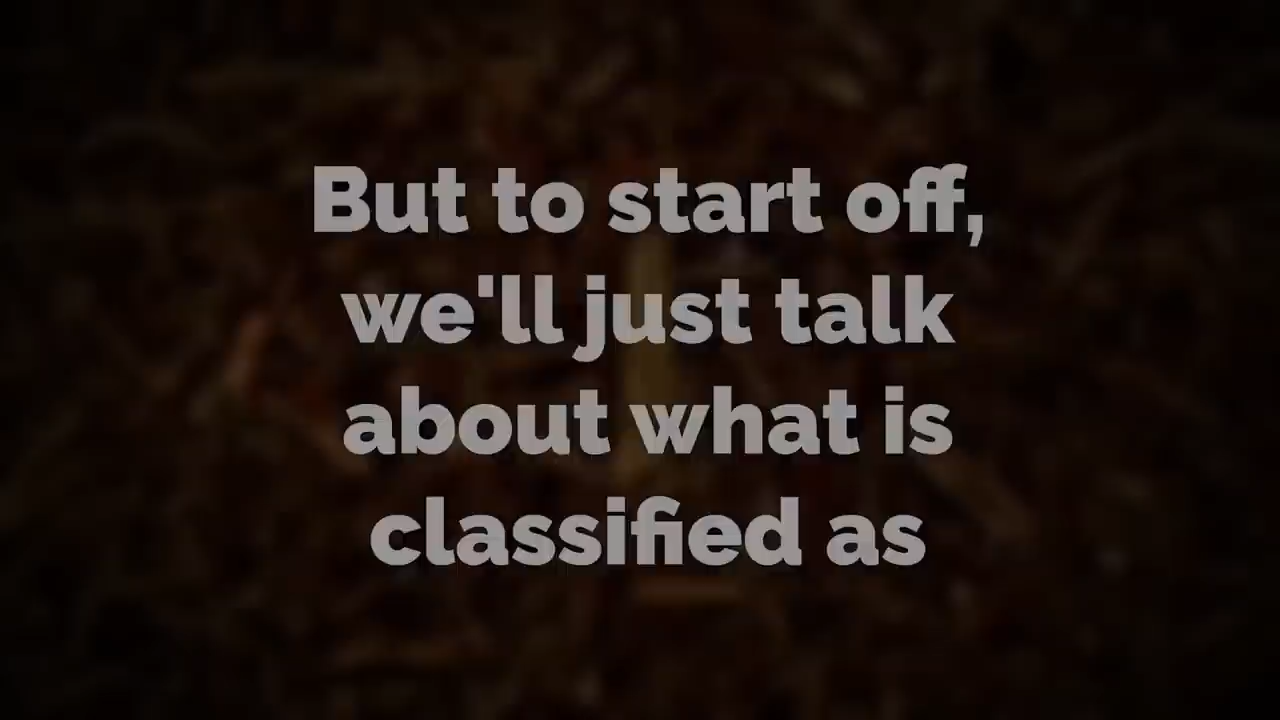 But to start off,
we'll just talk
about what is
classified as